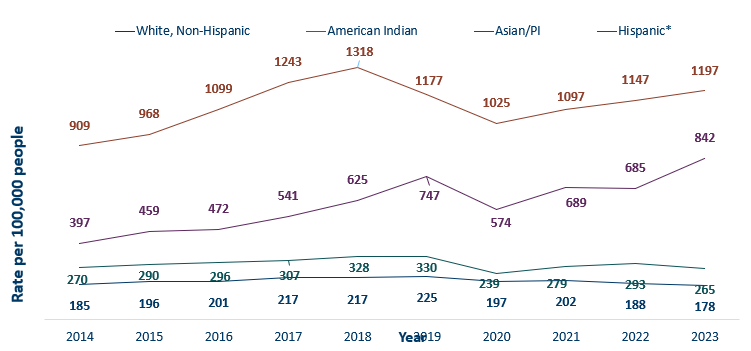 White, Non-Hispanic American Indian Asian/PI Hispanic*
909 968 1099 1243 1318 1177 1025 1097 1147 1197
397 459 472 541 625 747 574 689 685 842
270 290 296 307 328 330 239 279 293 265
185 196 201 217 217 225 197 202 188 178
2014 2015 2016 2017 2018 2019 2020 2021 2022 2023
Year
Rate per 100,000 people